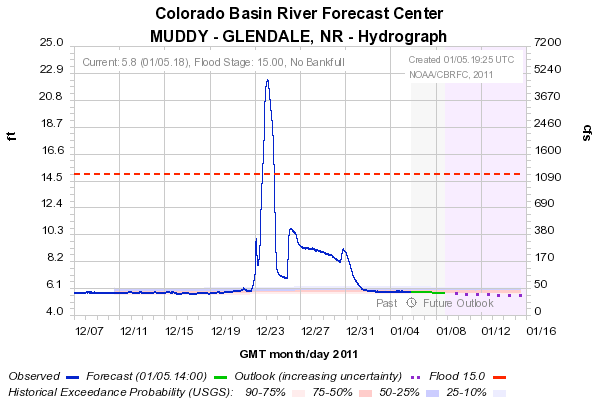 Colorado Basin River Forecast Center
MUDDY - GLENDALE, NR - Hydrograph
Current: 5.8 (01/05.18), Flood Stage: 15.00, No Bankfull
Created 01/05.19:25 UTC
NOAA/CBRFC, 2011
25.0
22.9
20.8
18.7
16.6
14.5
12.4
10.3
8.2
6.1
4.0
ft
7200
5240
3670
2460
1600
1090
690
380
170
50
0
cfs
Past
Future Outlook
12/07 12/11 12/15 12/19 12/23 12/27 12/31 01/04 01/08 01/12 01/16
GMT month/day 2011
Observed Forecast (01/05.14:00) Outlook (increasing uncertainty) Flood 15.0
Historical Exceedance Probability (USGS): 90-75% 75-50% 50-25% 25-10%